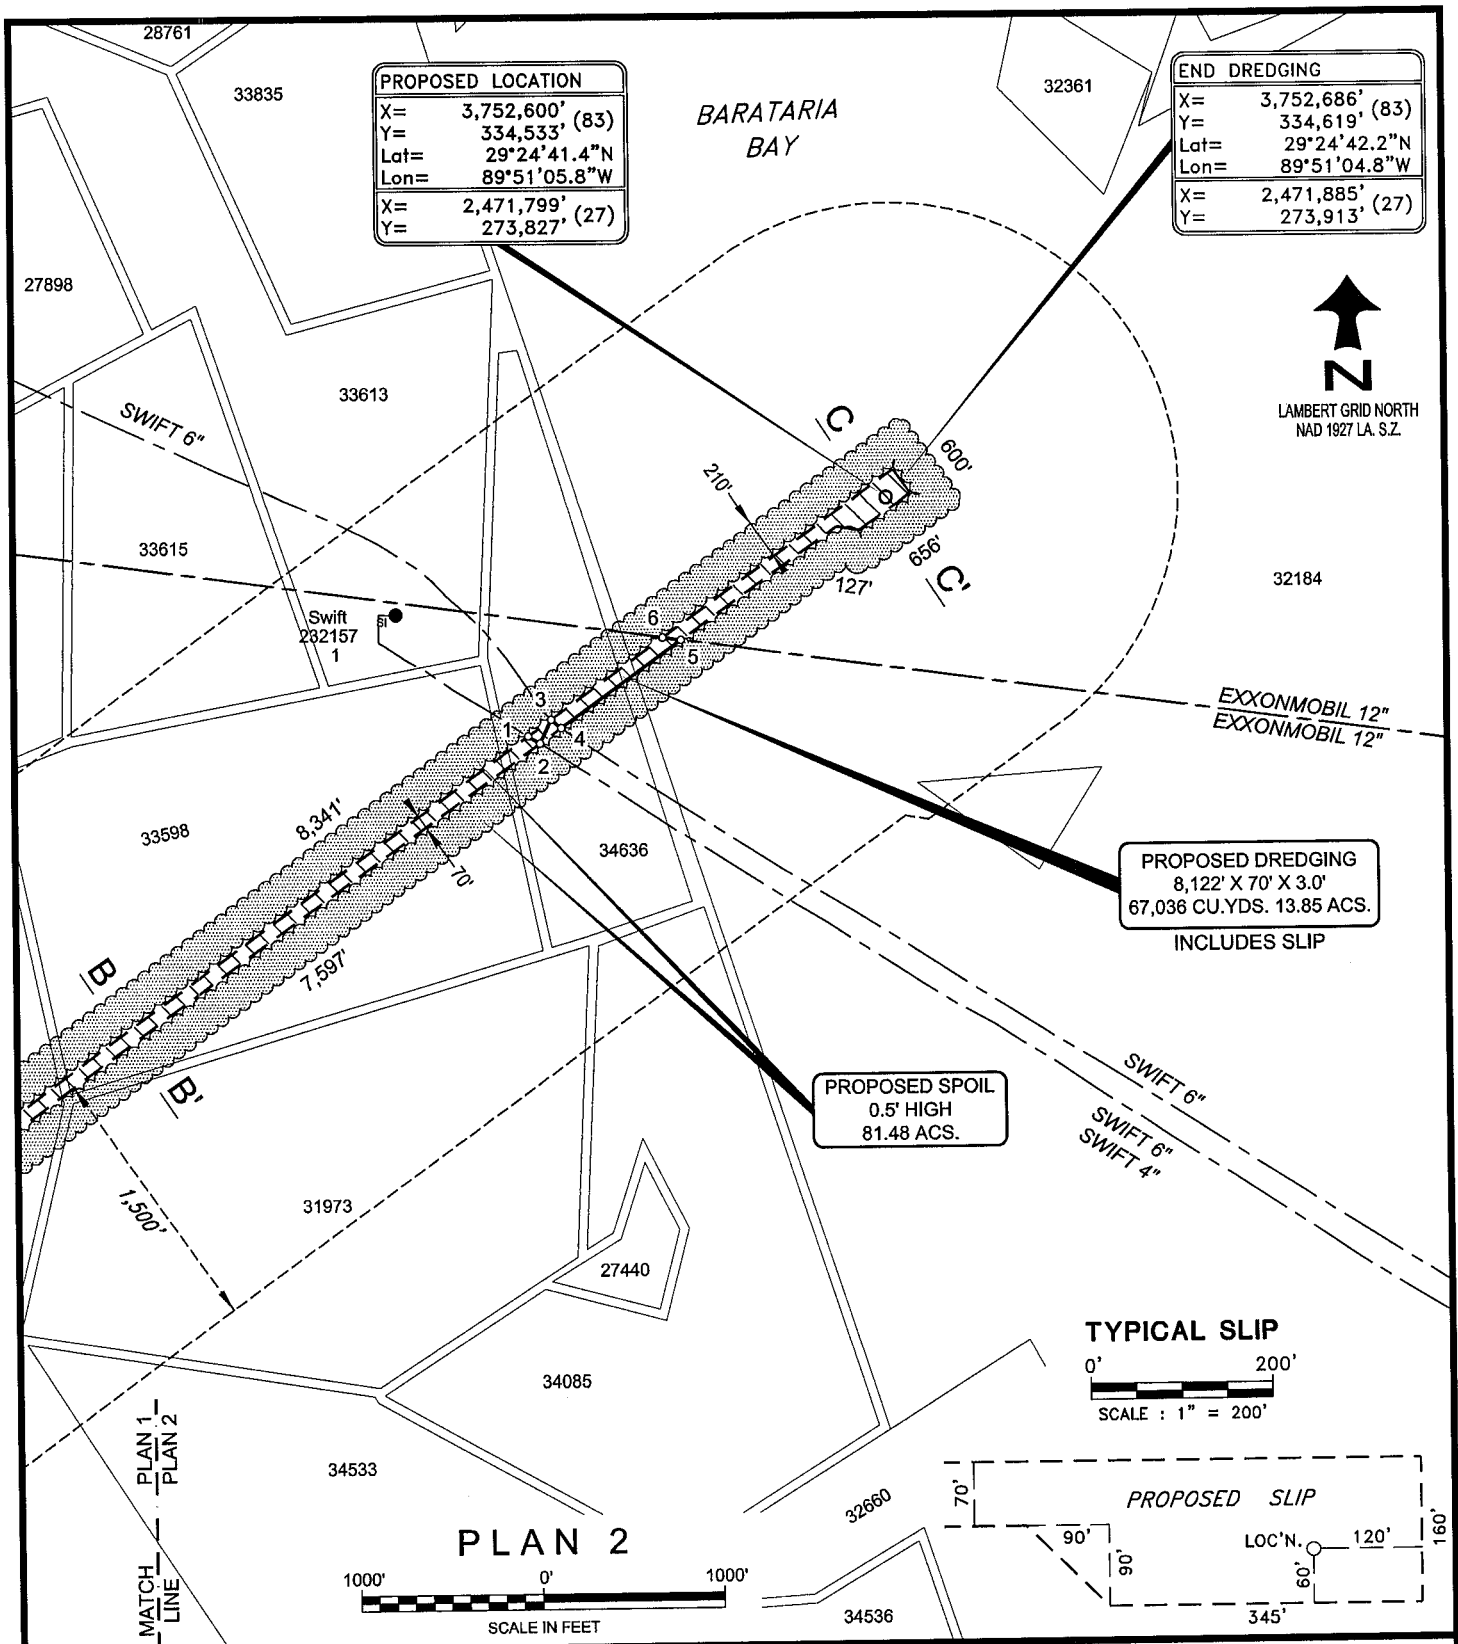 28761
33835
PROPOSED LOCATION
X= 3,752,600' (83)
Y= 334,533'
Lat= 29°24'41.4"N
Lon= 89°51'05.8"W
X= 2,471,799' (27)
Y= 273,827'
BARATARIA
BAY
32361
END DREDGING
X= 3,752,686' (83)
Y= 334,619'
Lat= 29°24'42.2"N
Lon= 89°51'04.8"W
X= 2,471,885' (27)
Y= 273,913'
27898
N
LAMBERT GRID NORTH
NAD 1927 LA. S.Z.
33613
SWIFT 6"
C
600'
210'
33615
656'
127'
C'
32184
Swift
232157
1
SI
6
5
3
4
1
2
EXXONMOBIL 12"
EXXONMOBIL 12"
8,341'
33598
70'
34636
PROPOSED DREDGING
8,122' X 70' X 3.0'
67,036 CU.YDS. 13.85 ACS.
INCLUDES SLIP
B
7,597'
B'
PROPOSED SPOIL
0.5' HIGH
81.48 ACS.
SWIFT 6"
SWIFT 6"
SWIFT 4"
1,500'
31973
27440
34085
TYPICAL SLIP
0' 200'
SCALE : 1" = 200'
MATCH PLAN 1
LINE PLAN 2
34533
32660
70'
PROPOSED SLIP
90'
90'
LOC'N.
120'
60'
160'
345'
PLAN 2
1000' 0' 1000'
SCALE IN FEET
34536